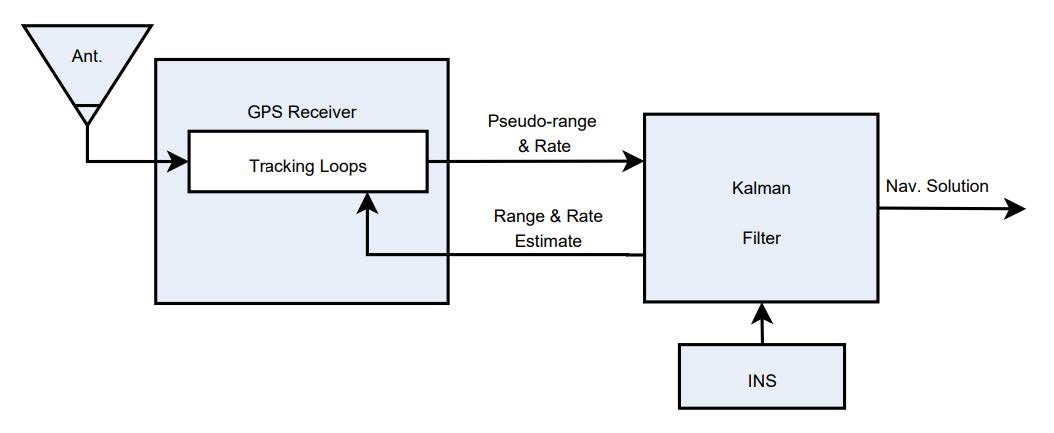 Ant.
GPS Receiver
Tracking Loops
Pseudo-range
& Rate
Range & Rate
Estimate
Kalman
Filter
Nav. Solution
INS